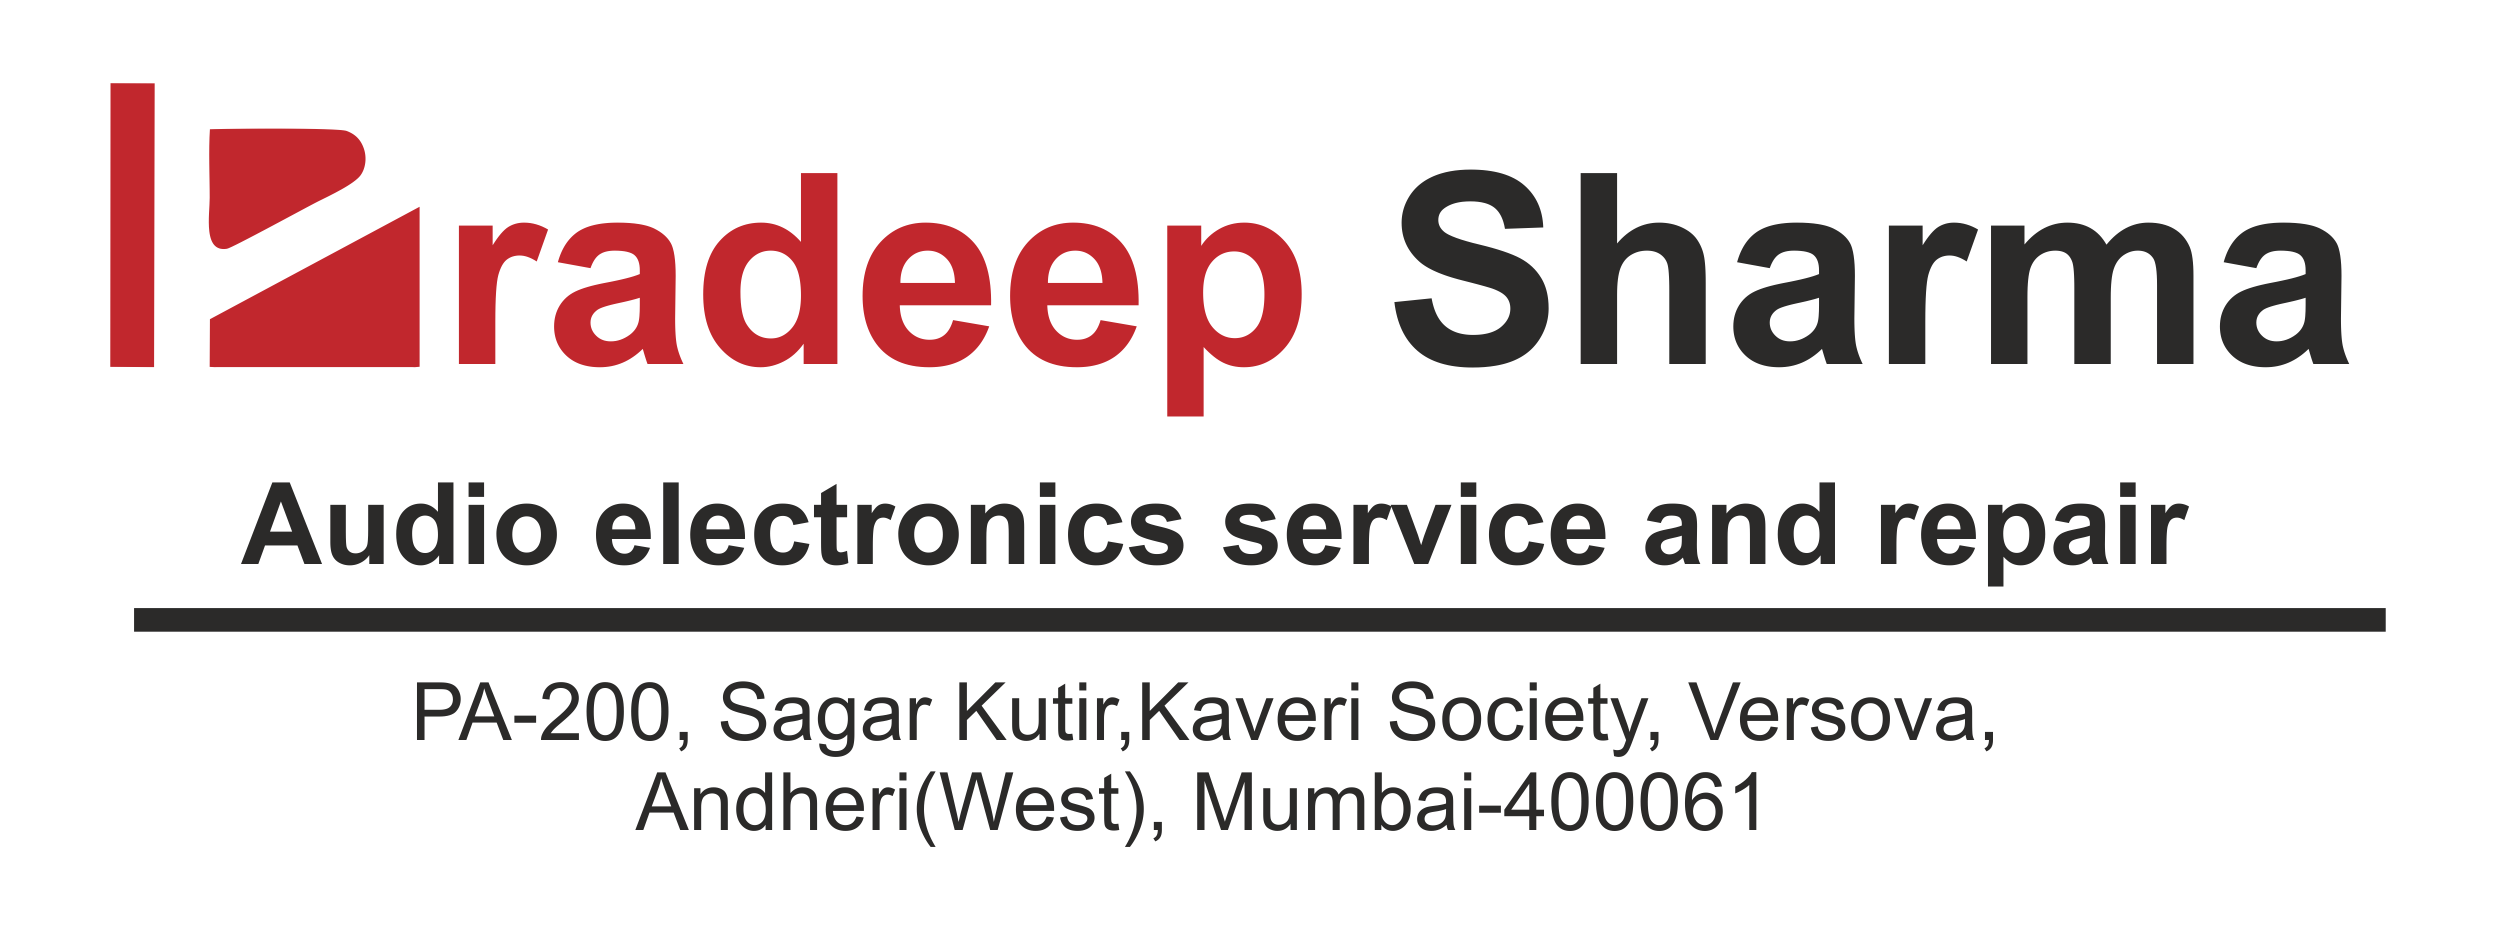 Pradeep Sharma
Audio electronics service and repair
PA-200, Sagar Kutir, Kaveri Society, Versova,
Andheri(West), Mumbai-400061